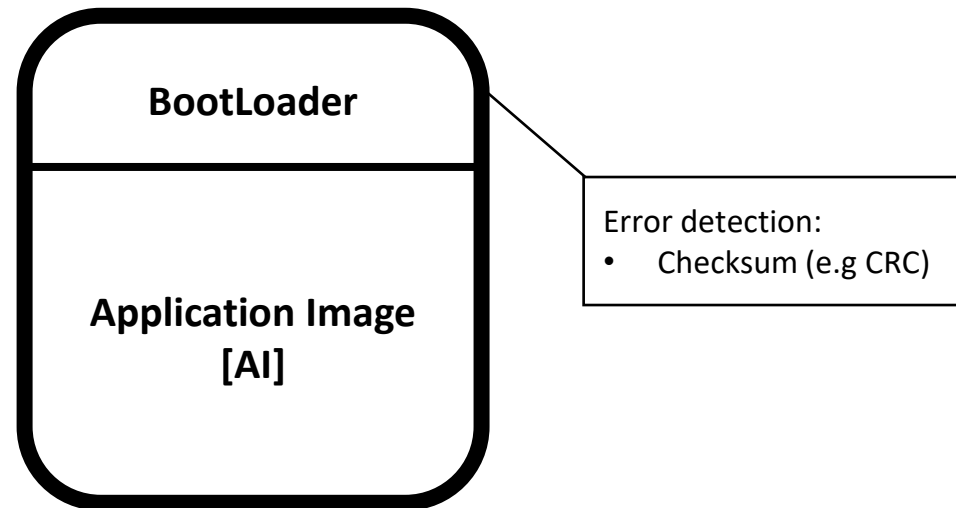 BootLoader
Application Image
[AI]
Error detection:
• Checksum (e.g CRC)